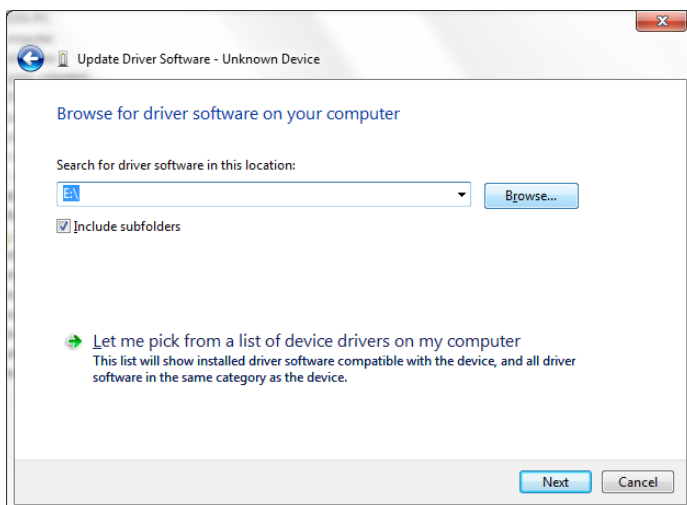 Update Driver Software - Unknown Device
Browse for driver software on your computer
Search for driver software in this location:
E:\
Browse...
Include subfolders
Let me pick from a list of device drivers on my computer
This list will show installed driver software compatible with the device, and all driver
software in the same category as the device.
Next Cancel